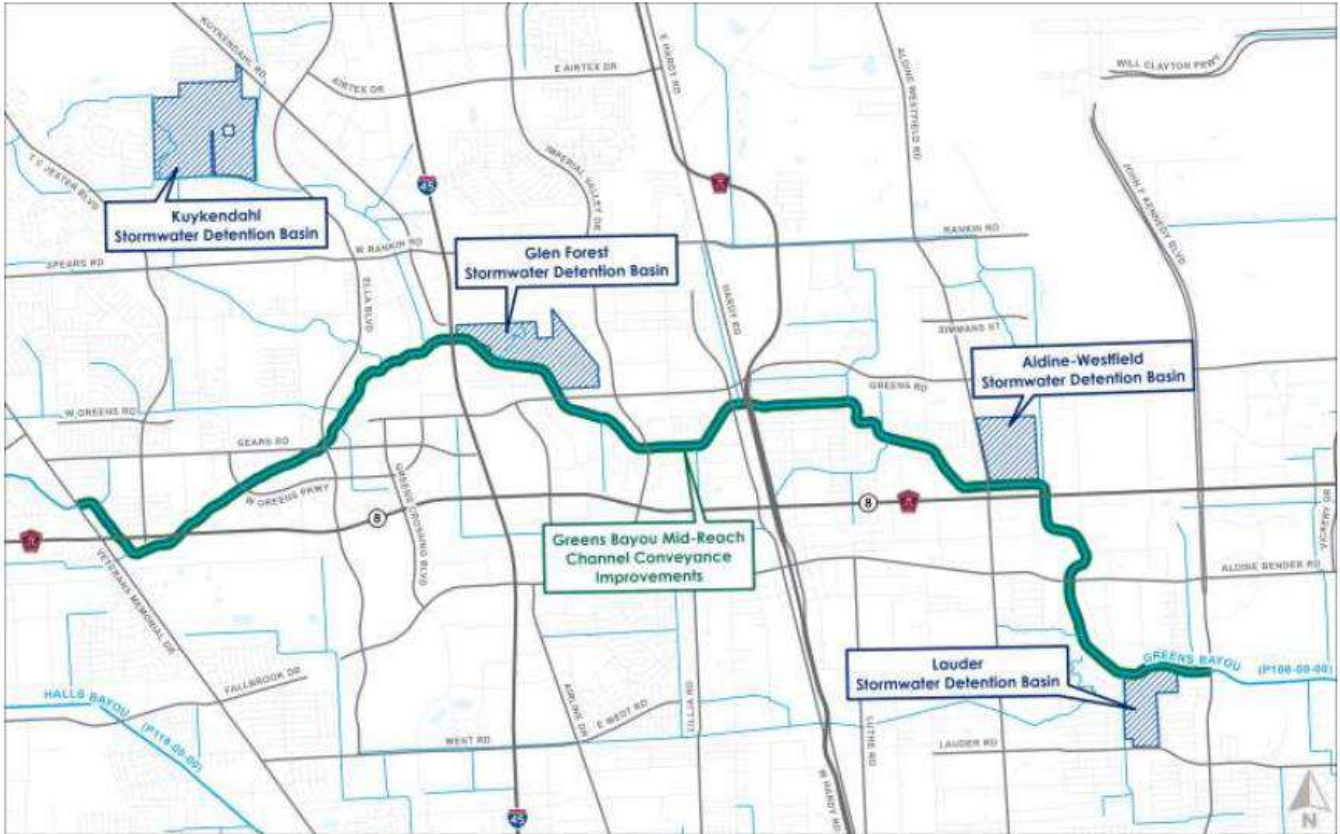 KUYKENDAHL RD
AIRTEX DR
E AIRTEX DR
E HARDY RD
ALDINE WESTFIELD RD
WILL CLAYTON PKWY
T C JESTER BLVD
IMPERIAL VALLEY DR
JOHN F KENNEDY BLVD
45
Kuykendahl
Stormwater Detention Basin
W RANKIN RD
RANKIN RD
Glen Forest
Stormwater Detention Basin
SPEARS RD
ELLA BLVD
HARDY RD
SIMMANS ST
Aldine-Westfield
Stormwater Detention Basin
GREENS RD
W GREENS RD
GEARS RD
W GREENS PKWY
GREENS CROSSING BLVD
8
8
Greens Bayou Mid-Reach
Channel Conveyance
Improvements
VETERANS MEMORIAL DR
ALDINE BENDER RD
GREENS BAYOU
(P100-00-00)
Lauder
Stormwater Detention Basin
FALLBROOK DR
HALLS BAYOU
(P118-00-00)
AIRLINE DR
E WEST RD
WEST RD
LILLJA RD
LUTHE RD
LAUDER RD
W HARDY RD
45
N